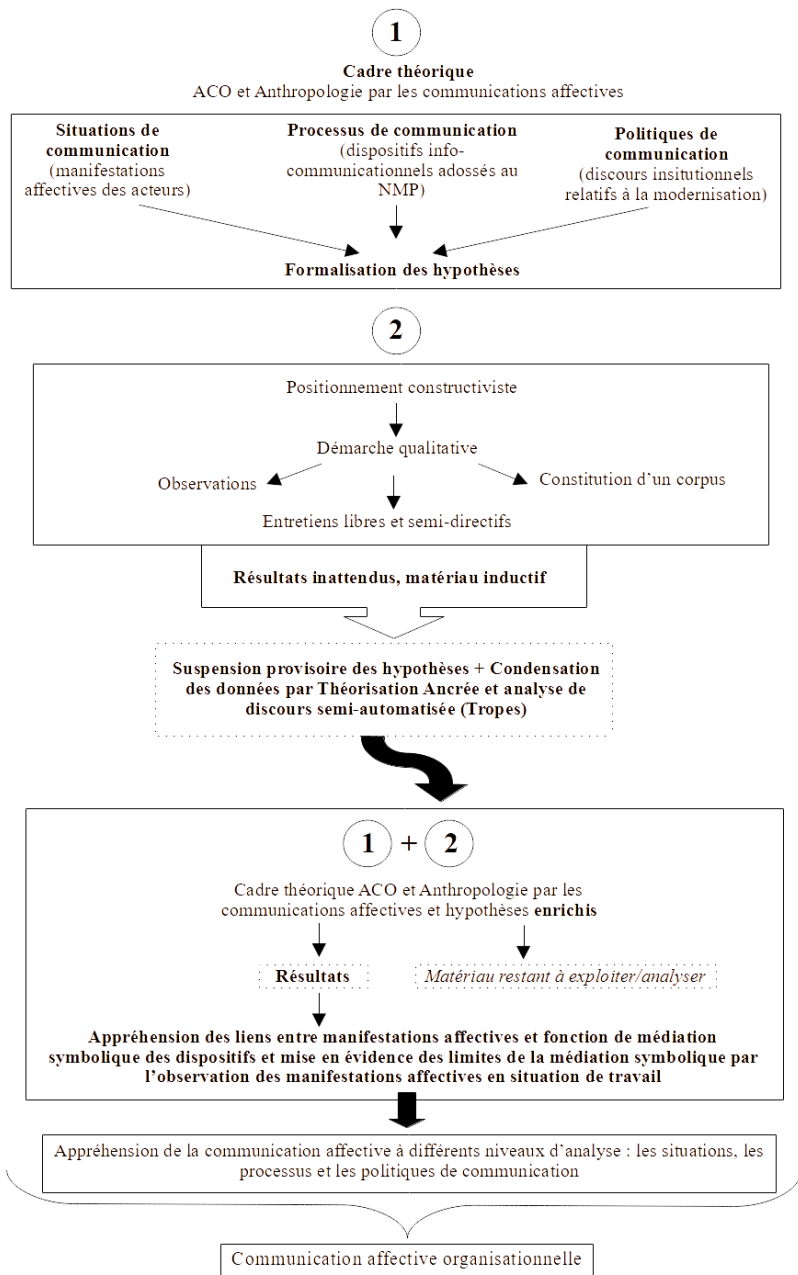 1
Cadre théorique
ACO et Anthropologie par les communications affectives
Situations de
communication
(manifestations
affectives des acteurs)
Processus de communication
(dispositifs info-
communicationnels adossés au
NMP)
Politiques de
communication
(discours insitutionnels
relatifs à la modernisation)
Formalisation des hypothèses
2
Positionnement constructiviste
Démarche qualitative
Observations
Constitution d'un corpus
Entretiens libres et semi-directifs
Résultats inattendus, matériau inductif
Suspension provisoire des hypothèses + Condensation
des données par Théorisation Ancrée et analyse de
discours semi-automatisée (Tropes)
1 + 2
Cadre théorique ACO et Anthropologie par les
communications affectives et hypothèses enrichis
Résultats
Matériau restant à exploiter/analyser
Appréhension des liens entre manifestations affectives et fonction de médiation
symbolique des dispositifs et mise en évidence des limites de la médiation symbolique par
l'observation des manifestations affectives en situation de travail
Appréhension de la communication affective à différents niveaux d'analyse : les situations, les
processus et les politiques de communication
Communication affective organisationnelle